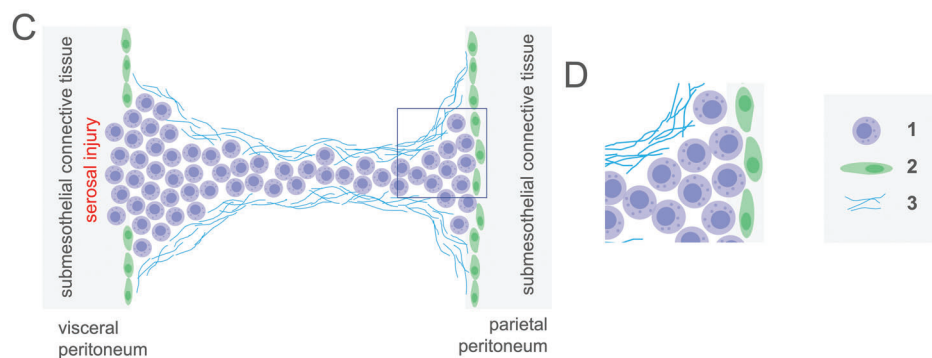 C
submesothelial connective tissue
serosal injury
submesothelial connective tissue
visceral
peritoneum
parietal
peritoneum
D
1
2
3